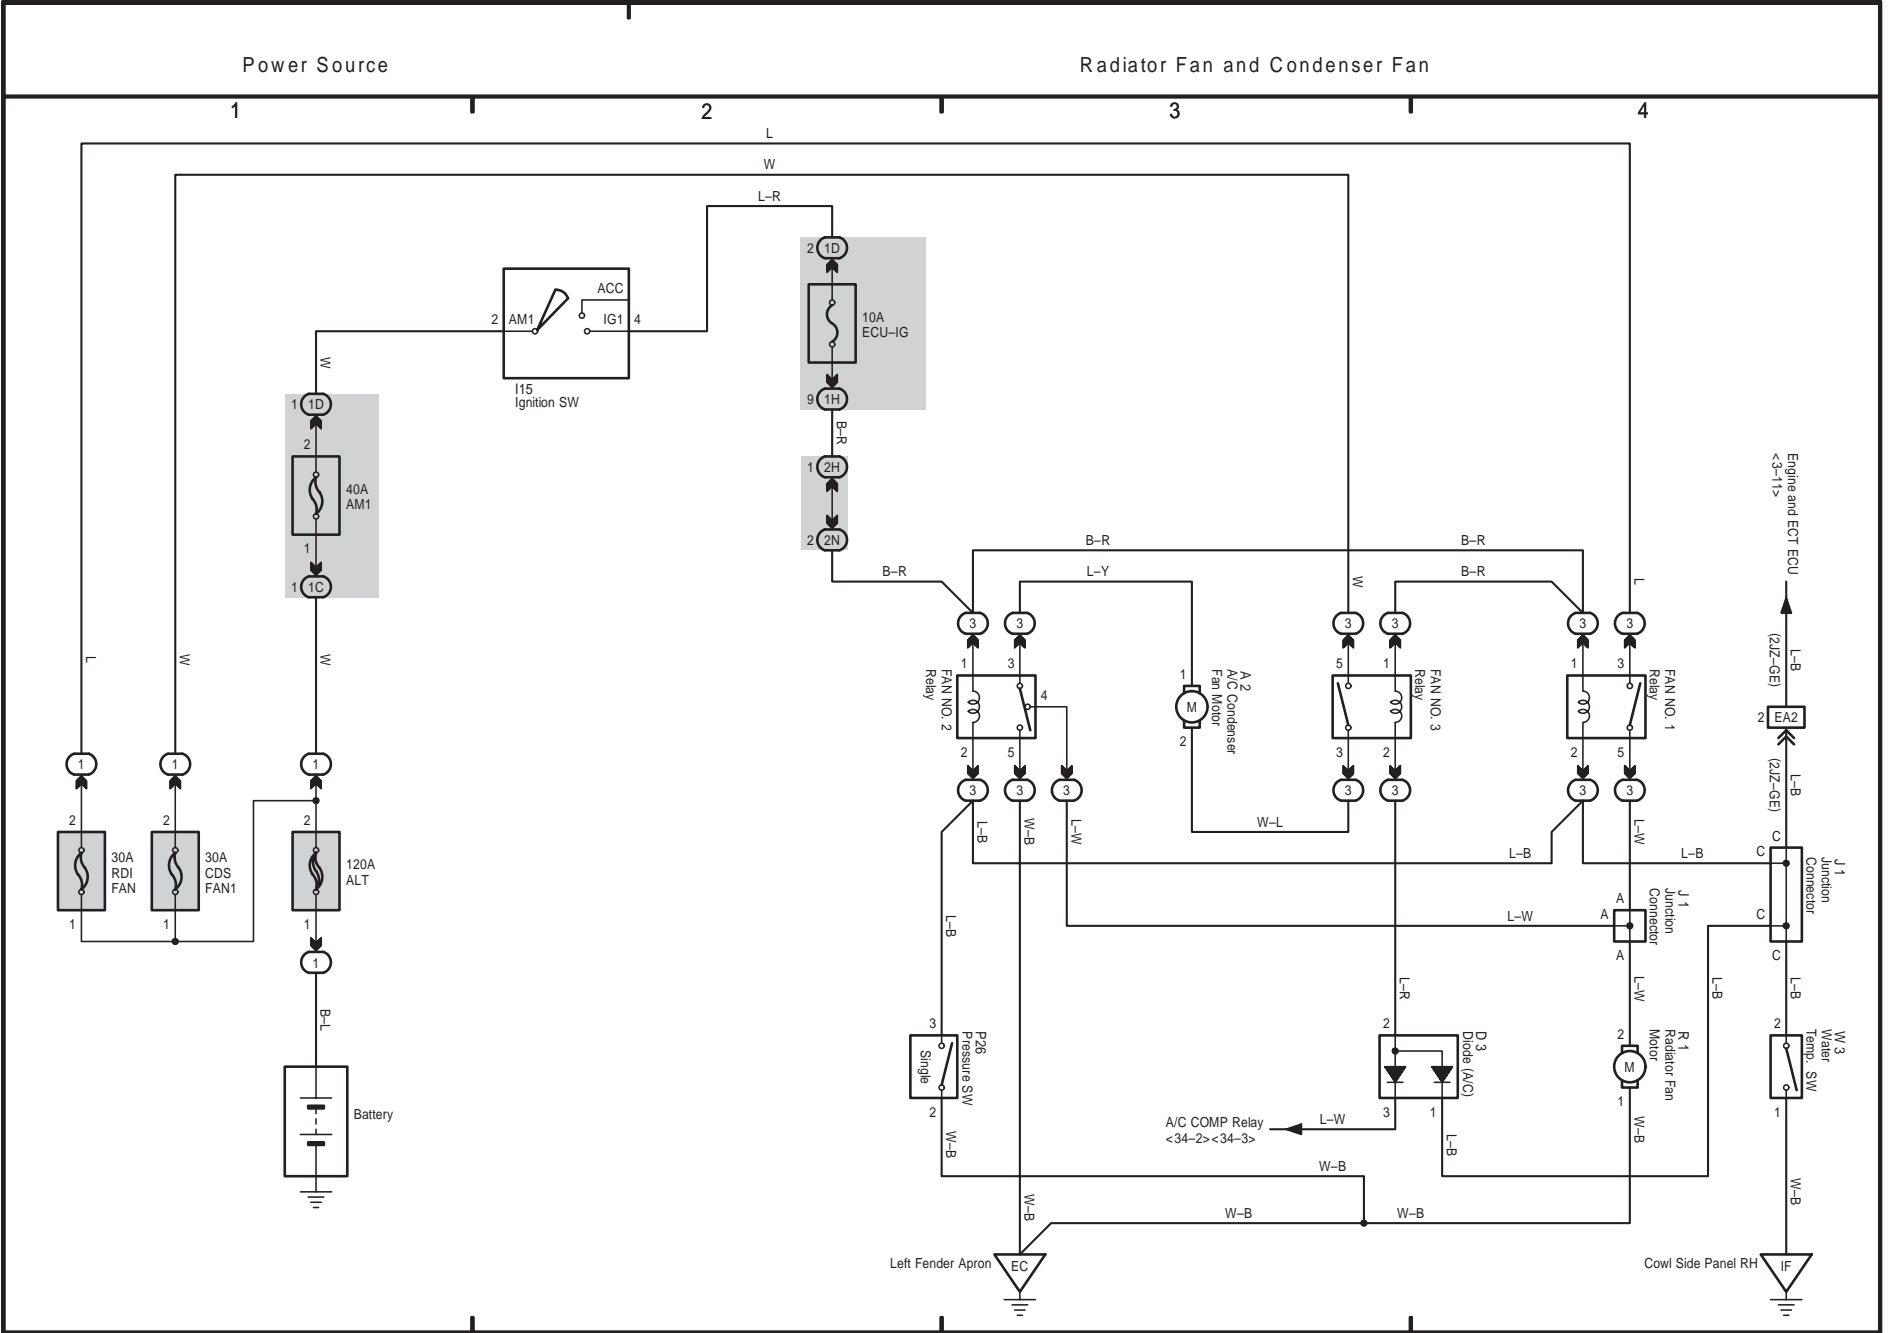 Power Source
Radiator Fan and Condenser Fan
1
2
3
4
L
W
L–R
2 1D
10A
ECU–IG
9 1H
B–R
1 2H
2 2N
B–R
ACC
2 AM1
IG1 4
I15
Ignition SW
W
1 1D
2
40A
AM1
1
1 1C
L
W
W
1
1
1
2
2
2
30A
RDI
FAN
30A
CDS
FAN1
120A
ALT
1
1
1
1
B–L
Battery
B–R
B–R
L–Y
B–R
W
L
3
3
3
3
3
3
1
3
FAN NO. 2
Relay
4
2
5
3
3
3
1
M
2
A 2
A/C Condenser
Fan Motor
5
1
FAN NO. 3
Relay
3
2
3
3
1
3
FAN NO. 1
Relay
2
5
3
3
Engine and ECT ECU
<3–11>
L–B
(2JZ–GE)
2 EA2
L–B
(2JZ–GE)
L–B
W–B
L–W
W–L
L–B
L–W
L–B
C
C
C
C
J 1
Junction
Connector
A
A
A
J 1
Junction
Connector
L–W
L–B
L–R
L–W
L–B
L–B
3
P26
Pressure SW
Single
2
W–B
2
D 3
Diode (A/C)
3
1
L–W
A/C COMP Relay
<34–2><34–3>
L–B
2
R 1
Radiator Fan
Motor
M
1
W–B
2
W 3
Water
Temp. SW
1
W–B
W–B
W–B
W–B
W–B
Left Fender Apron
EC
Cowl Side Panel RH
IF